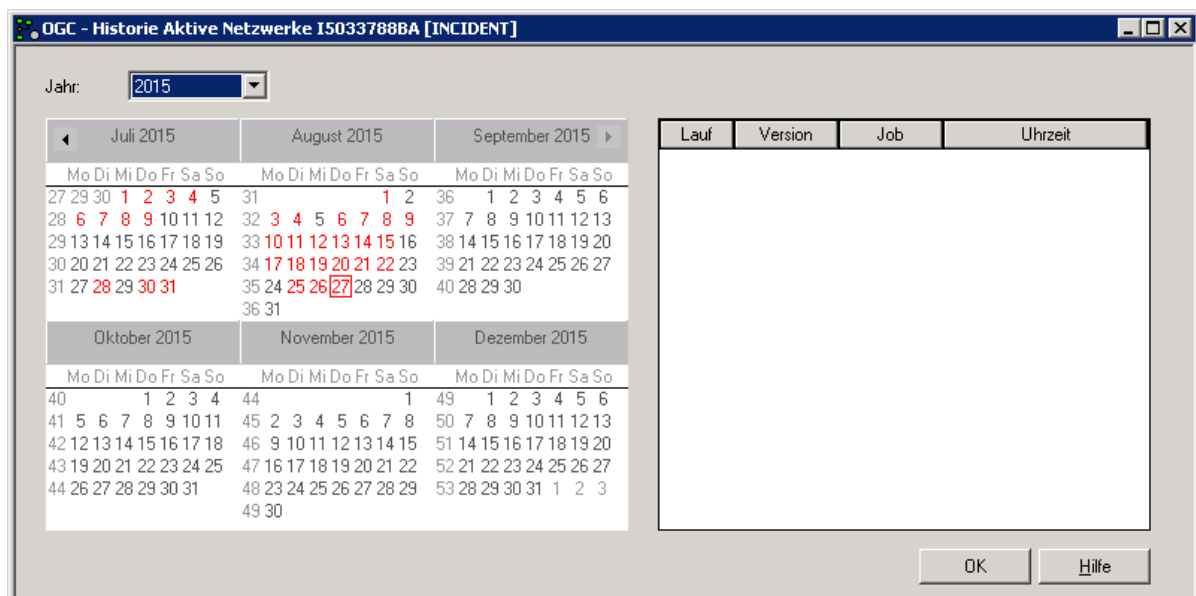 OGC - Historie Aktive Netzwerke I5033788BA [INCIDENT]
Jahr: 2015
Juli 2015 August 2015 September 2015
Mo Di Mi Do Fr Sa So Mo Di Mi Do Fr Sa So Mo Di Mi Do Fr Sa So
27 29 30 1 2 3 4 5 31 1 2 36 1 2 3 4 5 6
28 6 7 8 9 10 11 12 32 3 4 5 6 7 8 9 37 7 8 9 10 11 12 13
29 13 14 15 16 17 18 19 33 10 11 12 13 14 15 16 38 14 15 16 17 18 19 20
30 20 21 22 23 24 25 26 34 17 18 19 20 21 22 23 39 21 22 23 24 25 26 27
31 27 28 29 30 31 35 24 25 26 27 28 29 30 40 28 29 30
36 31
Oktober 2015 November 2015 Dezember 2015
Mo Di Mi Do Fr Sa So Mo Di Mi Do Fr Sa So Mo Di Mi Do Fr Sa So
40 1 2 3 4 44 1 49 1 2 3 4 5 6
41 5 6 7 8 9 10 11 45 2 3 4 5 6 7 8 50 7 8 9 10 11 12 13
42 12 13 14 15 16 17 18 46 9 10 11 12 13 14 15 51 14 15 16 17 18 19 20
43 19 20 21 22 23 24 25 47 16 17 18 19 20 21 22 52 21 22 23 24 25 26 27
44 26 27 28 29 30 31 48 23 24 25 26 27 28 29 53 28 29 30 31 1 2 3
49 30
Lauf Version Job Uhrzeit
OK Hilfe